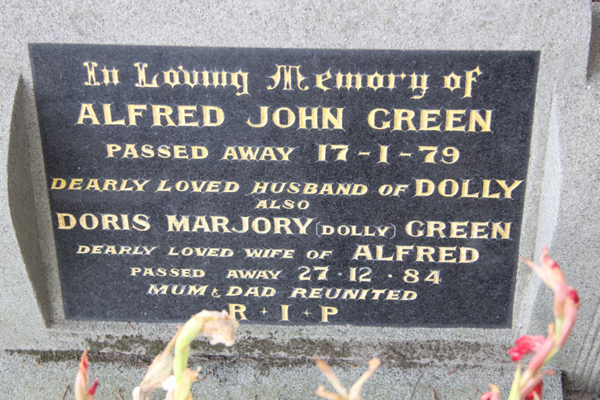 In Loving Memory of
ALFRED JOHN GREEN
PASSED AWAY 17-1-79
DEARLY LOVED HUSBAND OF DOLLY
ALSO
DORIS MARJORY (DOLLY) GREEN
DEARLY LOVED WIFE OF ALFRED
PASSED AWAY 27·12·84
MUM & DAD REUNITED
R·I·P